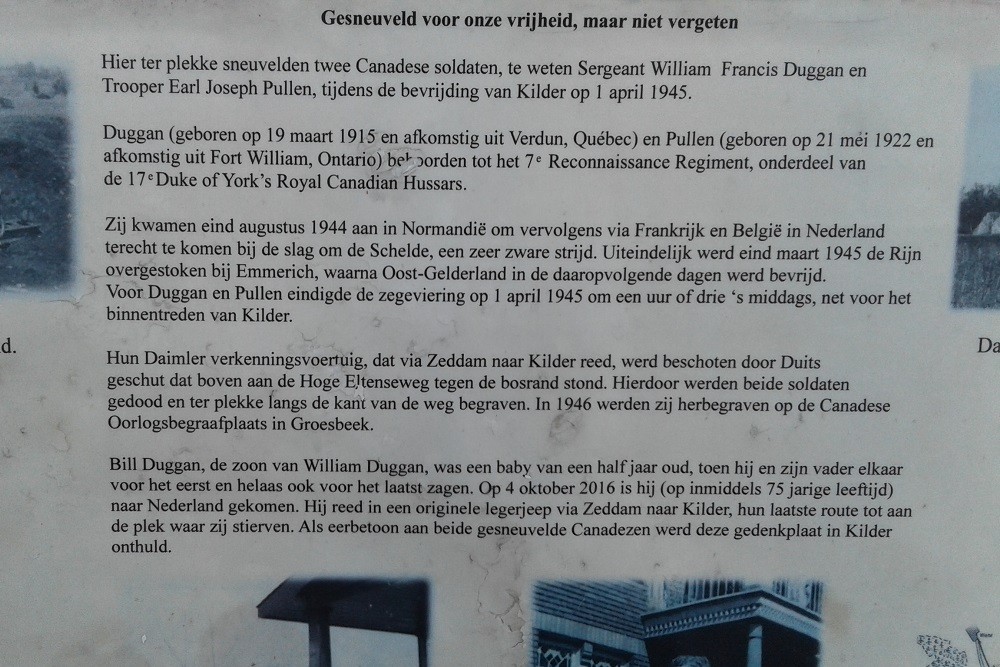 Gesneuveld voor onze vrijheid, maar niet vergeten
Hier ter plekke sneuvelden twee Canadese soldaten, te weten Sergeant William Francis Duggan en
Trooper Earl Joseph Pullen, tijdens de bevrijding van Kilder op 1 april 1945.
Duggan (geboren op 19 maart 1915 en afkomstig uit Verdun, Québec) en Pullen (geboren op 21 mei 1922 en
afkomstig uit Fort William, Ontario) behoorden tot het 7e Reconnaissance Regiment, onderdeel van
de 17e Duke of York's Royal Canadian Hussars.
Zij kwamen eind augustus 1944 aan in Normandië om vervolgens via Frankrijk en België in Nederland
terecht te komen bij de slag om de Schelde, een zeer zware strijd. Uiteindelijk werd eind maart 1945 de Rijn
overgestoken bij Emmerich, waarna Oost-Gelderland in de daaropvolgende dagen werd bevrijd.
Voor Duggan en Pullen eindigde de zegeviering op 1 april 1945 om een uur of drie 's middags, net voor het
binnentreden van Kilder.
d.
Da
Hun Daimler verkenningsvoertuig, dat via Zeddam naar Kilder reed, werd beschoten door Duits
geschut dat boven aan de Hoge Eltenseweg tegen de bosrand stond. Hierdoor werden beide soldaten
gedood en ter plekke langs de kant van de weg begraven. In 1946 werden zij herbegraven op de Canadese
Oorlogsbegraafplaats in Groesbeek.
Bill Duggan, de zoon van William Duggan, was een baby van een half jaar oud, toen hij en zijn vader elkaar
voor het eerst en helaas ook voor het laatst zagen. Op 4 oktober 2016 is hij (op inmiddels 75 jarige leeftijd)
naar Nederland gekomen. Hij reed in een originele legerjeep via Zeddam naar Kilder, hun laatste route tot aan
de plek waar zij stierven. Als eerbetoon aan beide gesneuvelde Canadezen werd deze gedenkplaat in Kilder
onthuld.